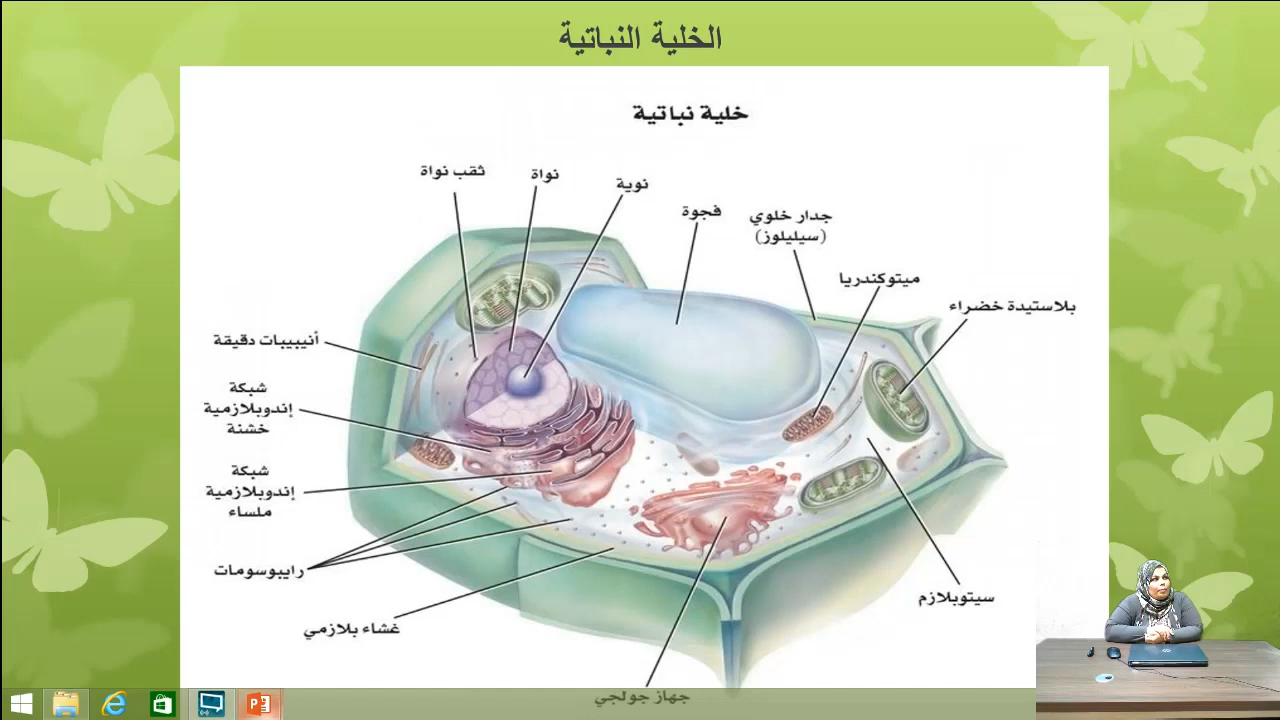 الخلية النباتية
خلية نباتية
ثقب نواة
نواة
نوية
فجوة
جدار خلوي
(سيليلوز)
ميتوكندريا
بلاستيدة خضراء
أنيبيبات دقيقة
شبكة
إندوبلازمية
خشنة
شبكة
إندوبلازمية
ملساء
رايبوسومات
غشاء بلازمي
سيتوبلازم
جهاز جولجي